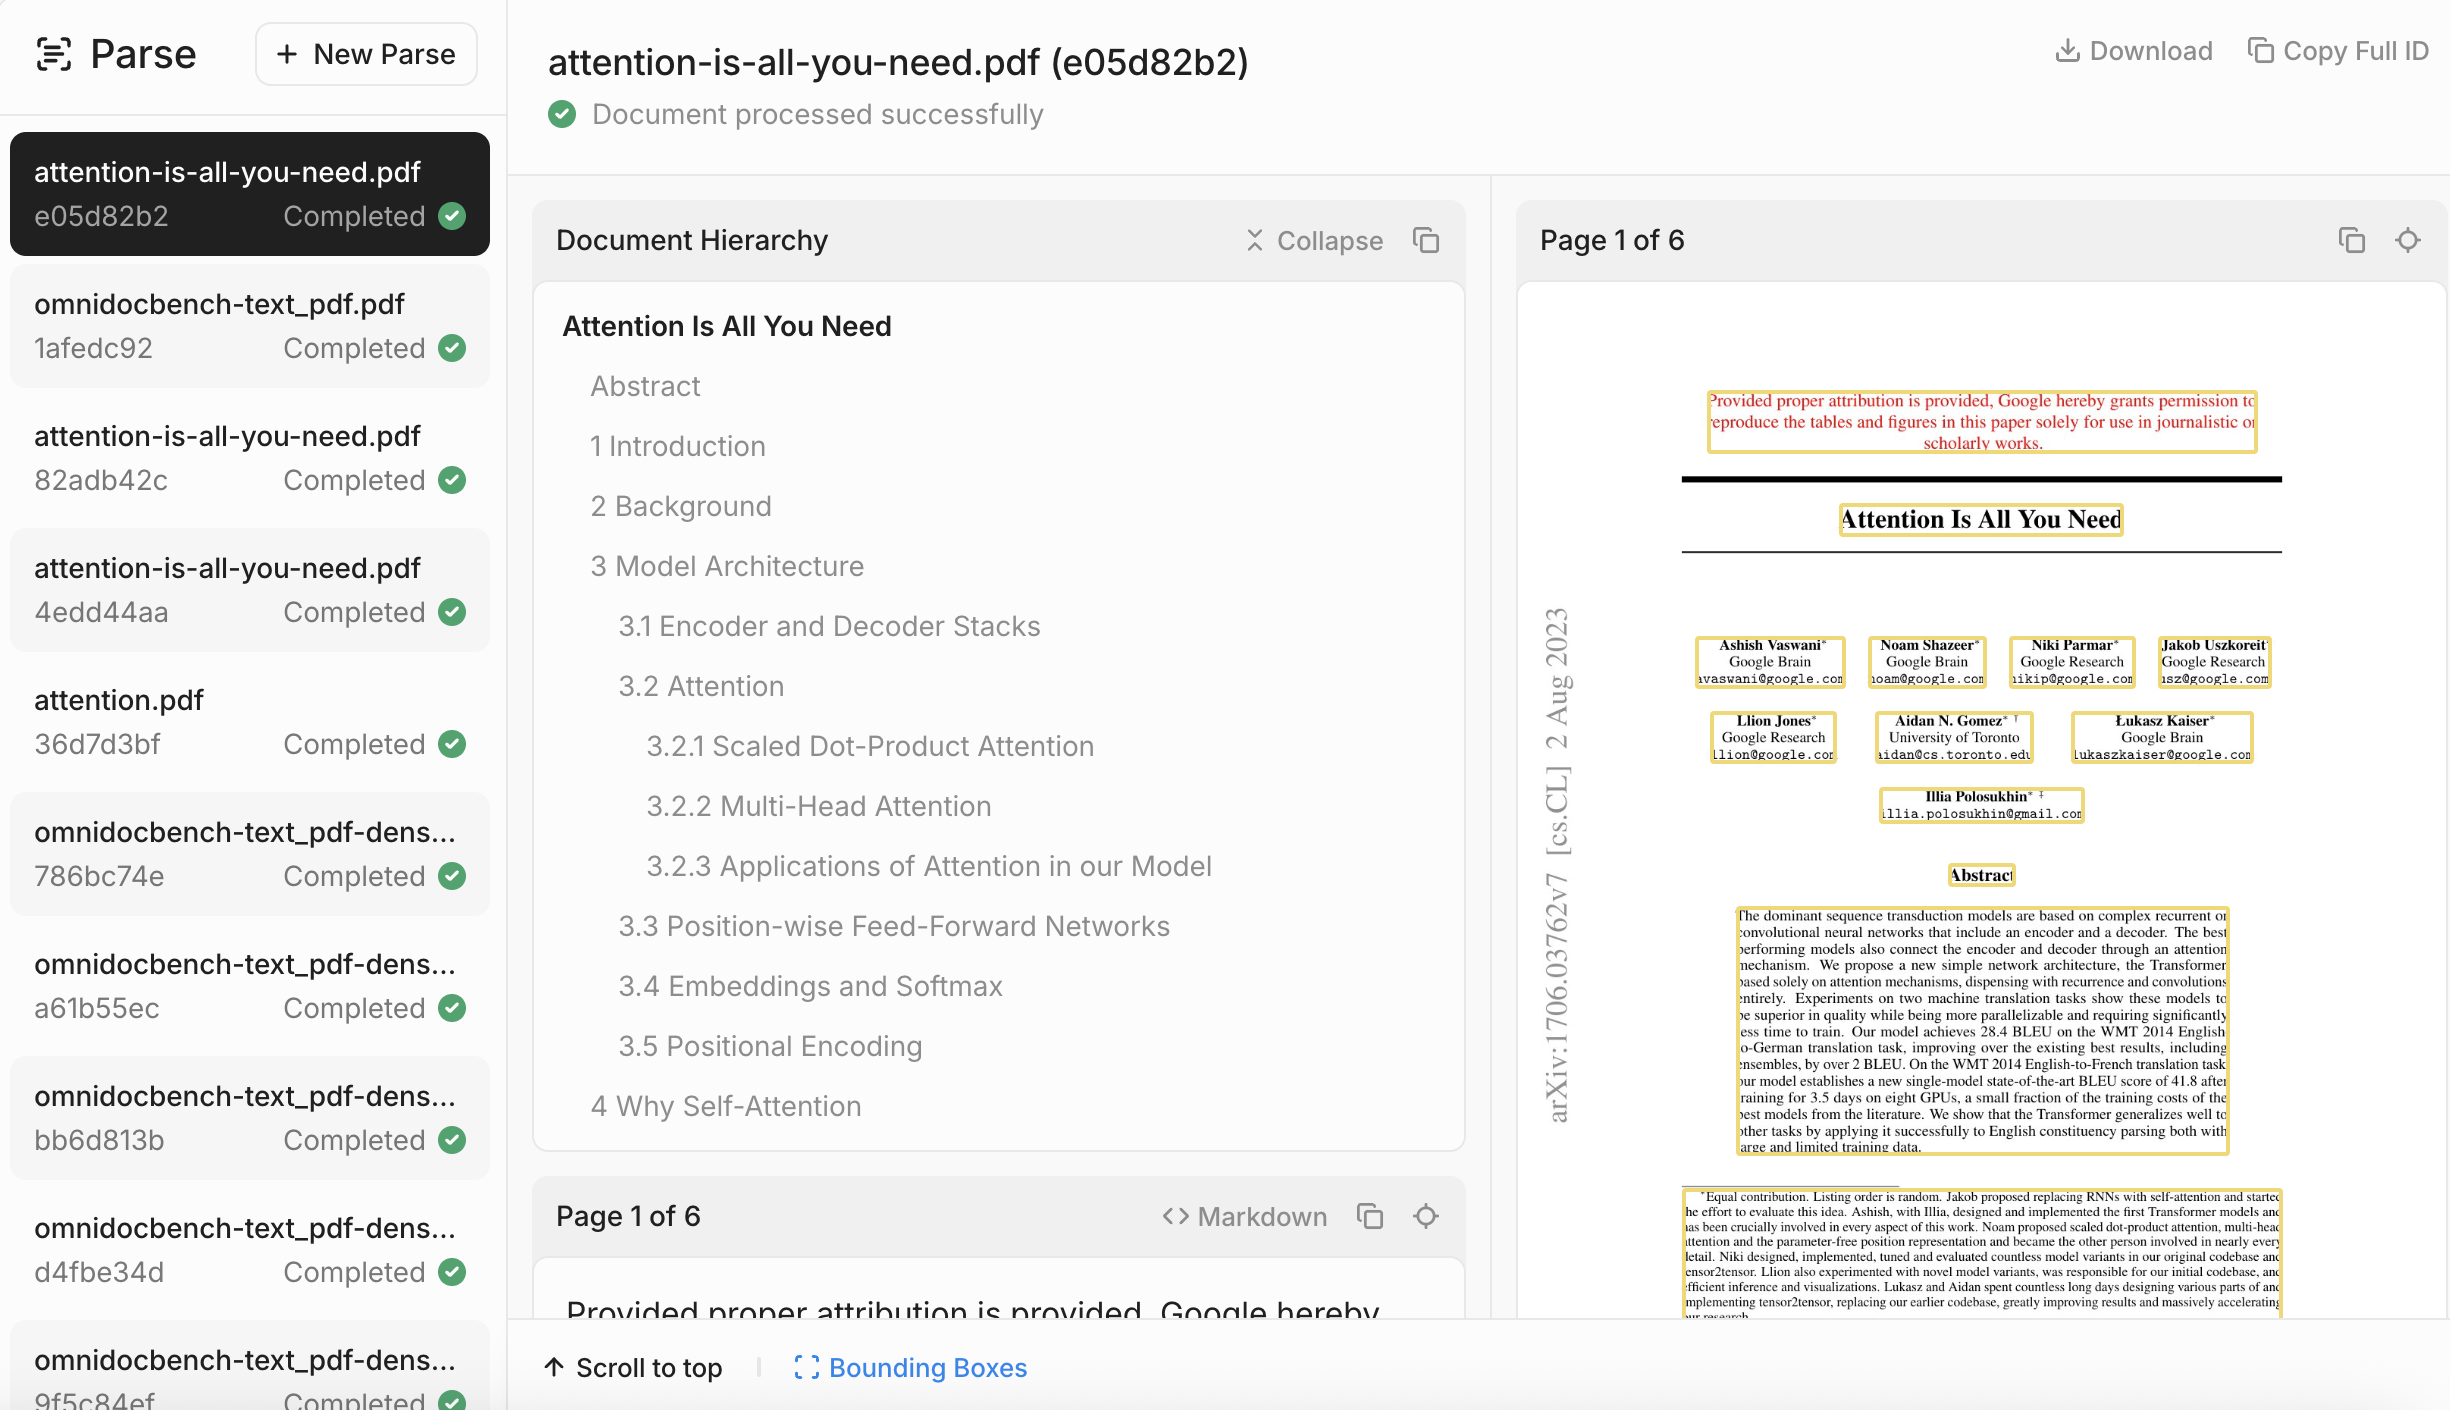 Parse
New Parse
attention-is-all-you-need.pdf
e05d82b2 Completed
omnidocbench-text_pdf.pdf
1afedc92 Completed
attention-is-all-you-need.pdf
82adb42c Completed
attention-is-all-you-need.pdf
4edd44aa Completed
attention.pdf
36d7d3bf Completed
omnidocbench-text_pdf-dens...
786bc74e Completed
omnidocbench-text_pdf-dens...
a61b55ec Completed
omnidocbench-text_pdf-dens...
bb6d813b Completed
omnidocbench-text_pdf-dens...
d4fbe34d Completed
omnidocbench-text_pdf-dens...
9f5c84ef Completed
attention-is-all-you-need.pdf (e05d82b2)
Document processed successfully
Download
Copy Full ID
Document Hierarchy
Collapse
Attention Is All You Need
Abstract
1 Introduction
2 Background
3 Model Architecture
3.1 Encoder and Decoder Stacks
3.2 Attention
3.2.1 Scaled Dot-Product Attention
3.2.2 Multi-Head Attention
3.2.3 Applications of Attention in our Model
3.3 Position-wise Feed-Forward Networks
3.4 Embeddings and Softmax
3.5 Positional Encoding
4 Why Self-Attention
Page 1 of 6
<> Markdown
Provided proper attribution is provided, Google hereby
Scroll to top
Bounding Boxes
Page 1 of 6
Provided proper attribution is provided, Google hereby grants permission to
reproduce the tables and figures in this paper solely for use in journalistic or
scholarly works.
Attention Is All You Need
arXiv:1706.03762v7 [cs.CL] 2 Aug 2023
Ashish Vaswani*
Google Brain
avaswani@google.com
Noam Shazeer*
Google Brain
noam@google.com
Niki Parmar*
Google Research
nikip@google.com
Jakob Uszkoreit*
Google Research
usz@google.com
Llion Jones*
Google Research
llion@google.com
Aidan N. Gomez* †
University of Toronto
aidan@cs.toronto.edu
Łukasz Kaiser*
Google Brain
lukaszkaiser@google.com
Illia Polosukhin* ‡
illia.polosukhin@gmail.com
Abstract
The dominant sequence transduction models are based on complex recurrent or
convolutional neural networks that include an encoder and a decoder. The best
performing models also connect the encoder and decoder through an attention
mechanism. We propose a new simple network architecture, the Transformer,
based solely on attention mechanisms, dispensing with recurrence and convolutions
entirely. Experiments on two machine translation tasks show these models to
be superior in quality while being more parallelizable and requiring significantly
less time to train. Our model achieves 28.4 BLEU on the WMT 2014 English-
to-German translation task, improving over the existing best results, including
ensembles, by over 2 BLEU. On the WMT 2014 English-to-French translation task,
our model establishes a new single-model state-of-the-art BLEU score of 41.8 after
training for 3.5 days on eight GPUs, a small fraction of the training costs of the
best models from the literature. We show that the Transformer generalizes well to
other tasks by applying it successfully to English constituency parsing both with
large and limited training data.
*Equal contribution. Listing order is random. Jakob proposed replacing RNNs with self-attention and started
the effort to evaluate this idea. Ashish, with Illia, designed and implemented the first Transformer models and
has been crucially involved in every aspect of this work. Noam proposed scaled dot-product attention, multi-head
attention and the parameter-free position representation and became the other person involved in nearly every
detail. Niki designed, implemented, tuned and evaluated countless model variants in our original codebase and
tensor2tensor. Llion also experimented with novel model variants, was responsible for our initial codebase, and
efficient inference and visualizations. Lukasz and Aidan spent countless long days designing various parts of and
implementing tensor2tensor, replacing our earlier codebase, greatly improving results and massively accelerating
our research.